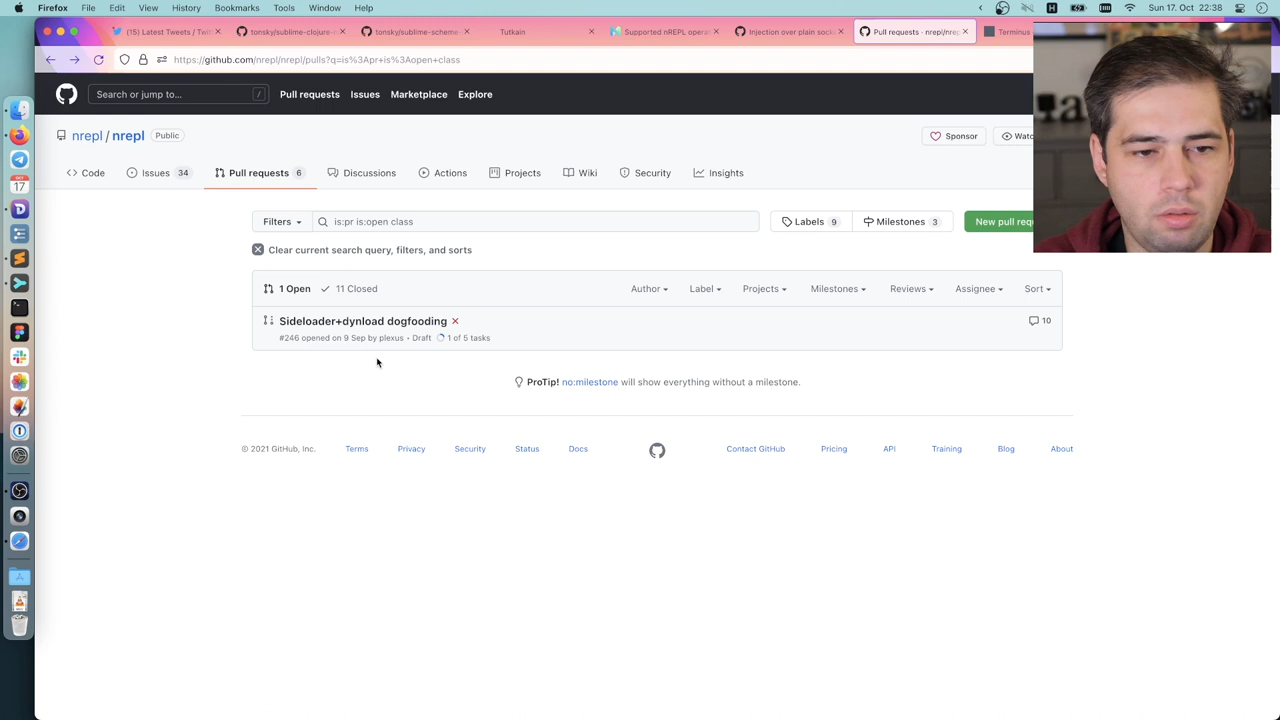 Firefox File Edit View History Bookmarks Tools Window Help
Sun 17. Oct 22:38
(15) Latest Tweets / Twit
tonsky/sublime-clojure-r
tonsky/sublime-scheme-
Tutkain
Supported nREPL operat
Injection over plain socke
Pull requests · nrepl/nre
Terminus
https://github.com/nrepl/nrepl/pulls?q=is%3Apr+is%3Aopen+class
Search or jump to... /
Pull requests Issues Marketplace Explore
nrepl / nrepl Public
Sponsor
Watc
Code
Issues 34
Pull requests 6
Discussions
Actions
Projects
Wiki
Security
Insights
Filters
is:pr is:open class
Labels 9
Milestones 3
New pull requ
Clear current search query, filters, and sorts
1 Open
11 Closed
Author Label Projects Milestones Reviews Assignee Sort
Sideloader+dynload dogfooding
10
#246 opened on 9 Sep by plexus • Draft 1 of 5 tasks
ProTip! no:milestone will show everything without a milestone.
© 2021 GitHub, Inc. Terms Privacy Security Status Docs Contact GitHub Pricing API Training Blog About
17